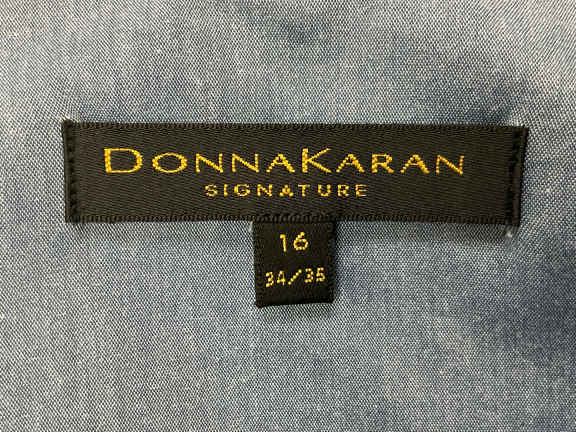 DONNAKARAN
SIGNATURE
16
34/35